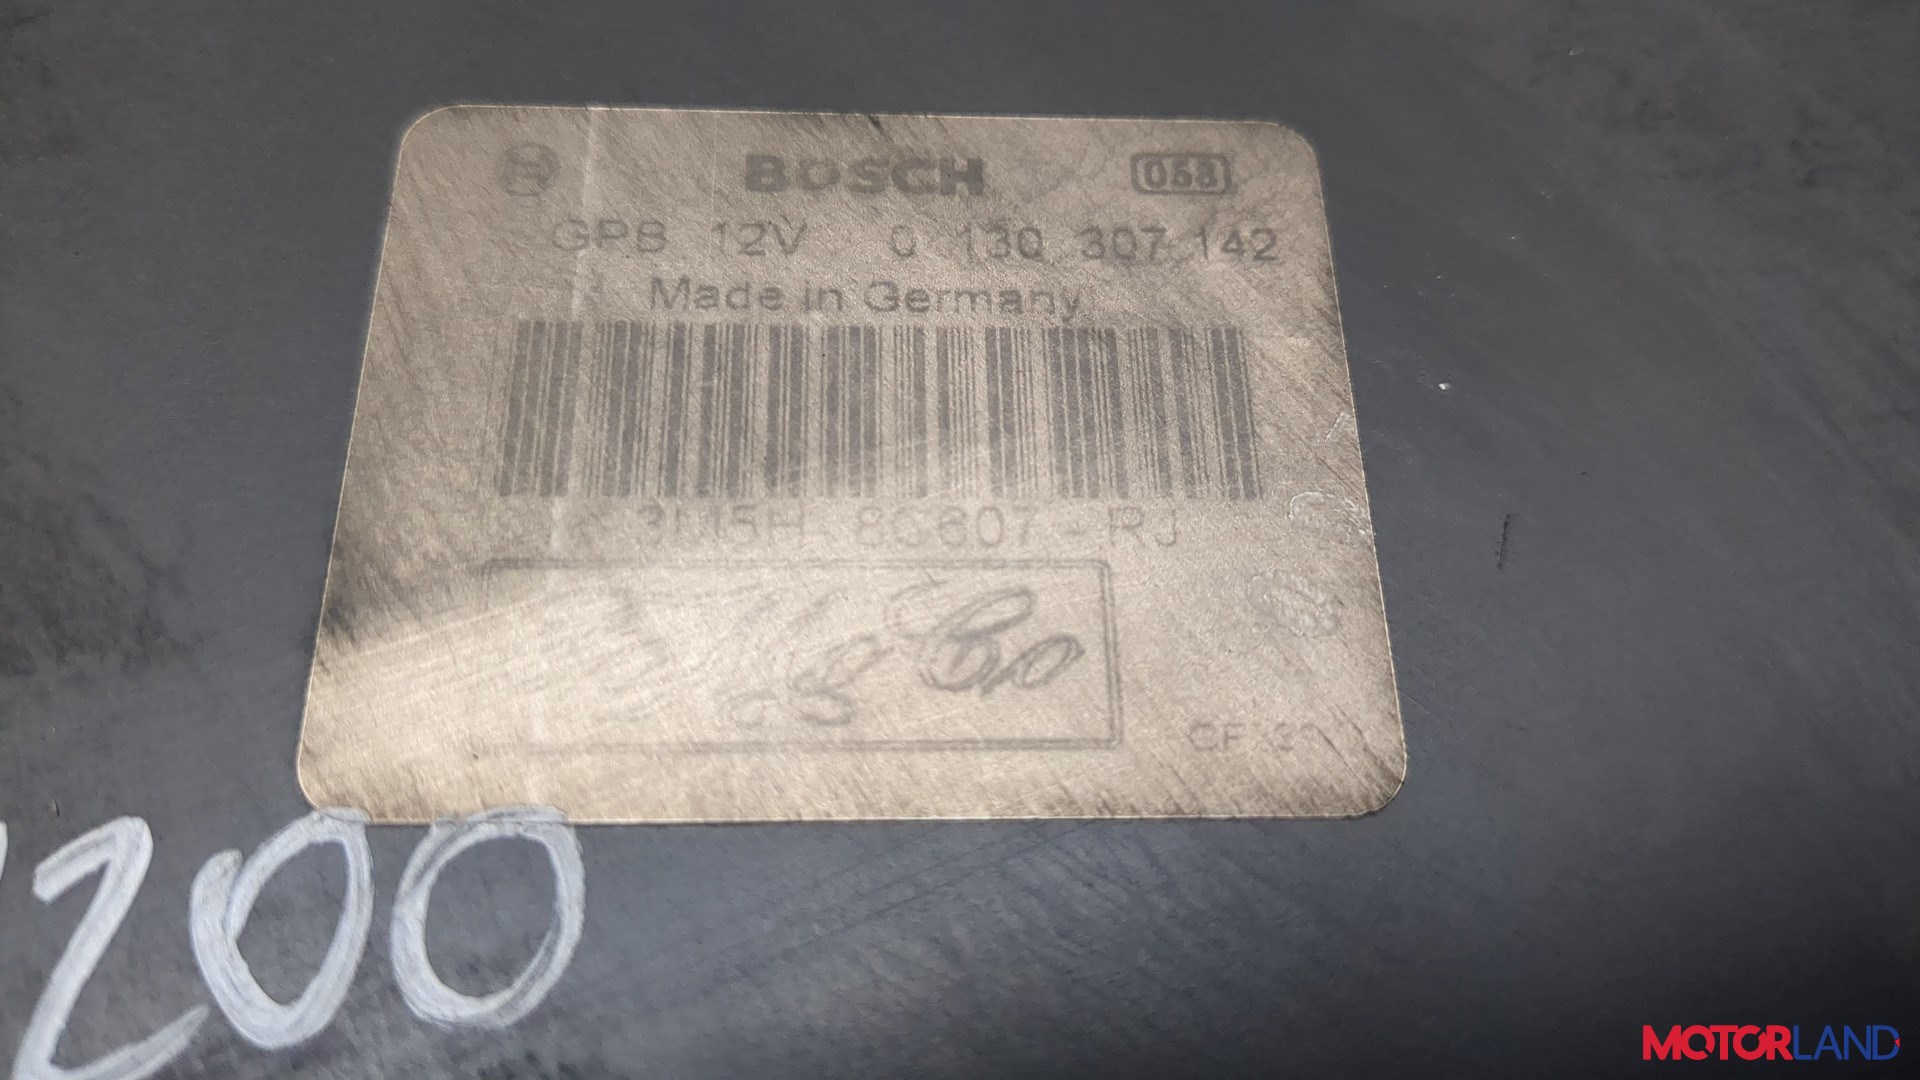 BOSCH 058
GPB 12V 0 130 307 142
Made in Germany
3M5H - 8C607 - RJ
200
MOTORLAND